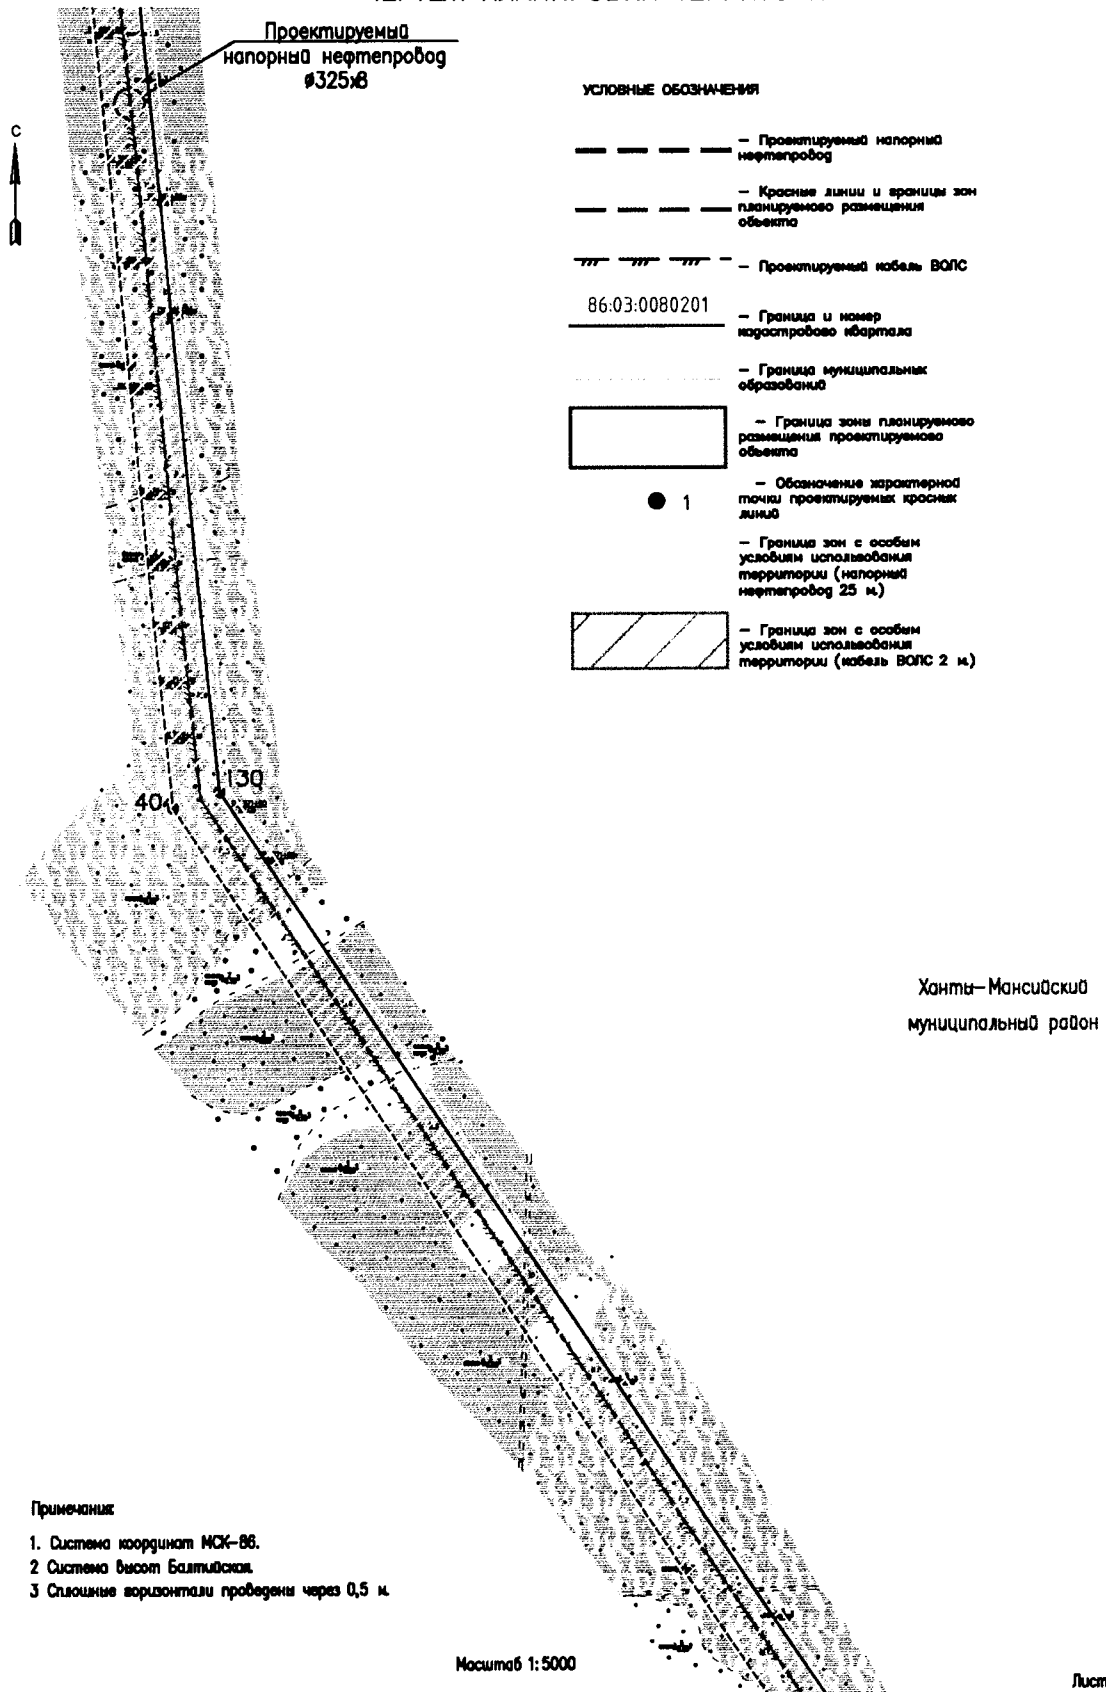 Проектируемый
напорный нефтепровод
ø325х8
УСЛОВНЫЕ ОБОЗНАЧЕНИЯ
С
– Проектируемый напорный
нефтепровод
– Красные линии и границы зон
планируемого размещения
объекта
– Проектируемый кабель ВОЛС
86:03:0080201
– Граница и номер
кадастрового квартала
– Граница муниципальных
образований
– Граница зоны планируемого
размещения проектируемого
объекта
– Обозначение характерной
1 точки проектируемых красных
линий
– Граница зон с особым
условиям использования
территории (напорный
нефтепровод 25 м.)
– Граница зон с особым
условиям использования
территории (кабель ВОЛС 2 м.)
130
40
Ханты–Мансийский
муниципальный район
Примечания:
1. Система координат МСК–86.
2 Система высот Балтийская.
3 Сплошные горизонтали проведены через 0,5 м.
Масштаб 1:5000
Лист